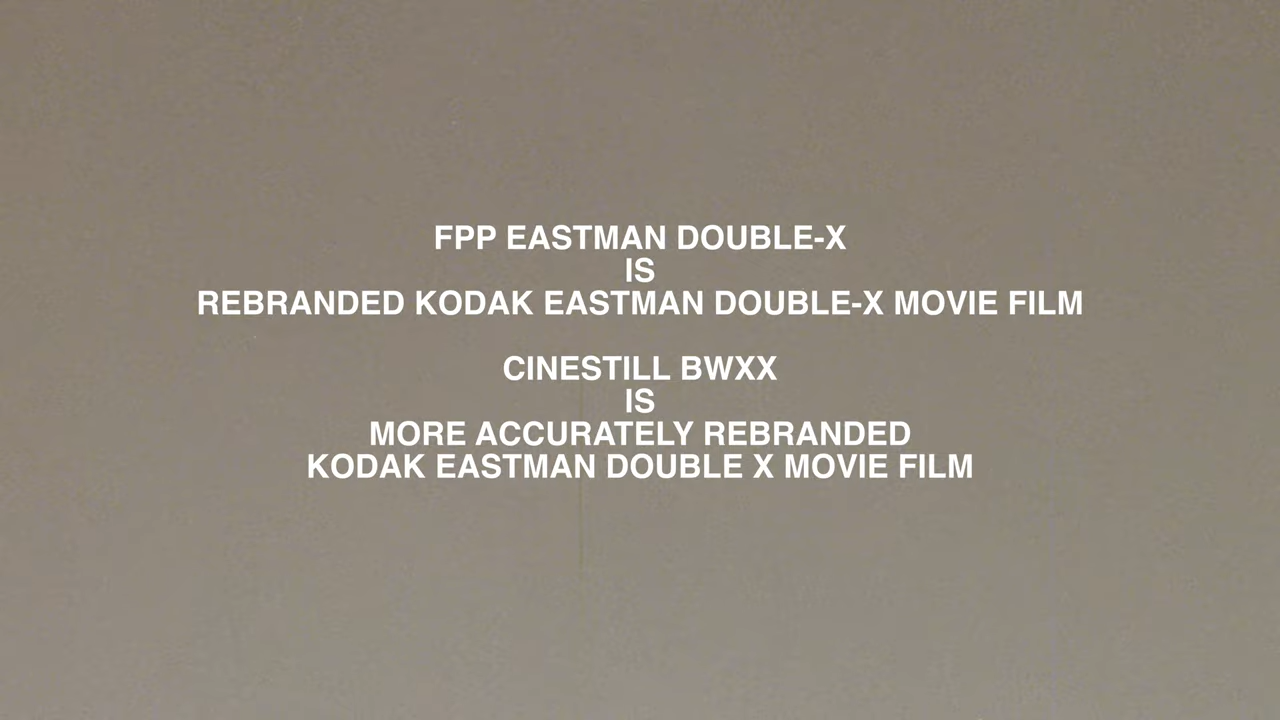 FPP EASTMAN DOUBLE-X
IS
REBRANDED KODAK EASTMAN DOUBLE-X MOVIE FILM
CINESTILL BWXX
IS
MORE ACCURATELY REBRANDED
KODAK EASTMAN DOUBLE X MOVIE FILM